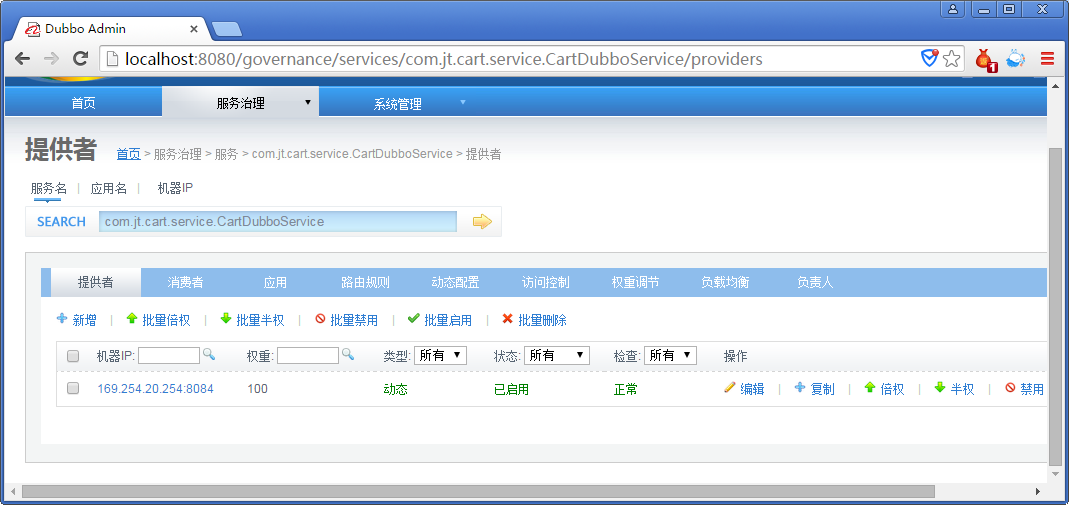 Dubbo Admin
localhost:8080/governance/services/com.jt.cart.service.CartDubboService/providers
1
首页 服务治理 系统管理
提供者 首页 > 服务治理 > 服务 > com.jt.cart.service.CartDubboService > 提供者
服务名 | 应用名 | 机器IP
SEARCH com.jt.cart.service.CartDubboService
提供者 消费者 应用 路由规则 动态配置 访问控制 权重调节 负载均衡 负责人
新增 | 批量倍权 | 批量半权 | 批量禁用 | 批量启用 | 批量删除
机器IP: 权重: 类型: 所有 状态: 所有 检查: 所有 操作
169.254.20.254:8084 100 动态 已启用 正常 编辑 | 复制 | 倍权 | 半权 | 禁用